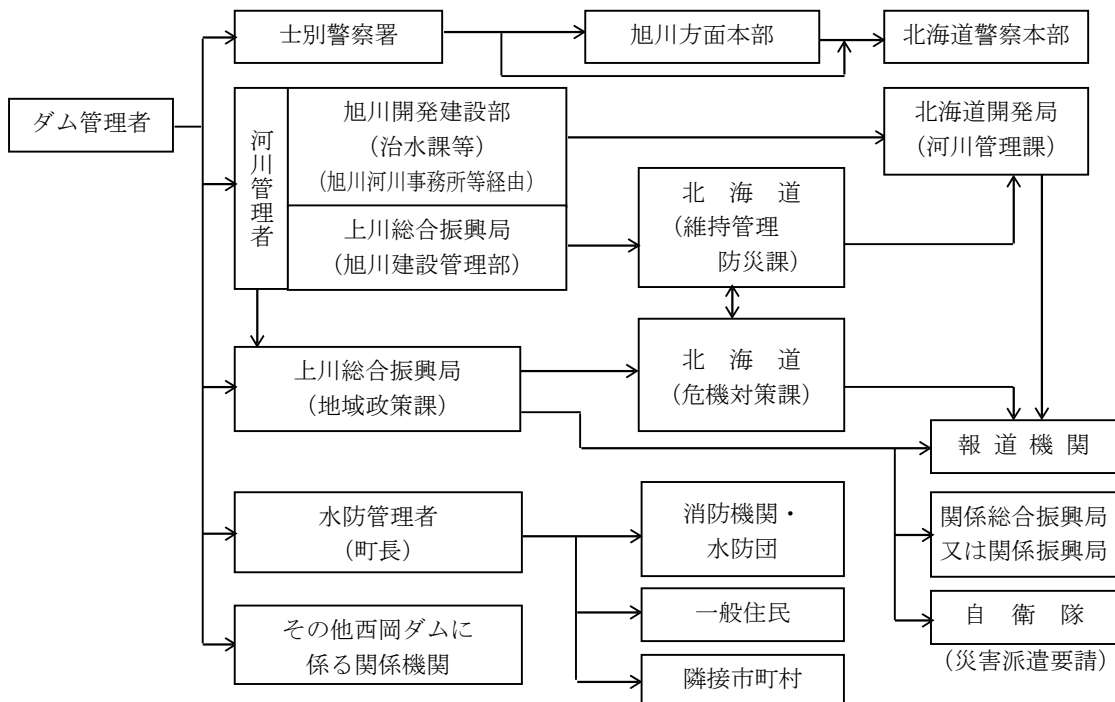 士別警察署
旭川方面本部
北海道警察本部
ダム管理者
河川管理者
旭川開発建設部
(治水課等)
(旭川河川事務所等経由)
北海道開発局
(河川管理課)
上川総合振興局
(旭川建設管理部)
北　海　道
(維持管理
防災課)
上川総合振興局
(地域政策課)
北　海　道
(危機対策課)
報 道 機 関
水防管理者
(町長)
消防機関・
水防団
関係総合振興局
又は関係振興局
一般住民
自　衛　隊
(災害派遣要請)
その他西岡ダムに
係る関係機関
隣接市町村